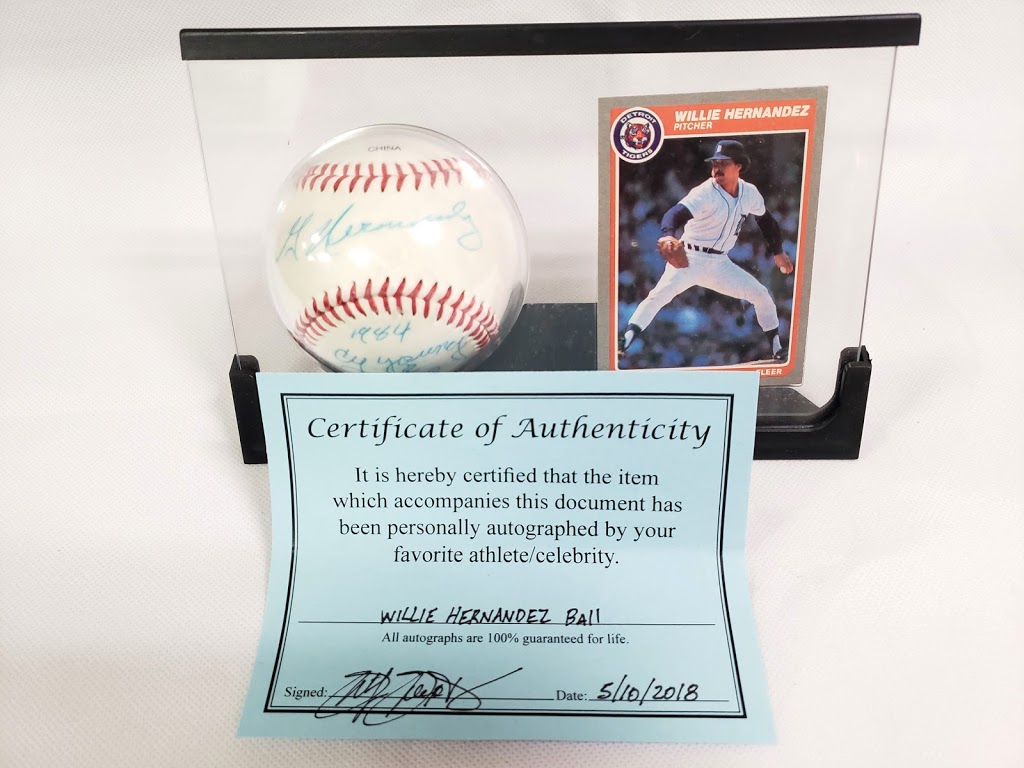 CHINA
G Hernandez
1984
Cy Young
WILLIE HERNANDEZ
PITCHER
DETROIT
TIGERS
FLEER
Certificate of Authenticity
It is hereby certified that the item
which accompanies this document has
been personally autographed by your
favorite athlete/celebrity.
WILLIE HERNANDEZ Ball
All autographs are 100% guaranteed for life.
Signed:
Date: 5/10/2018